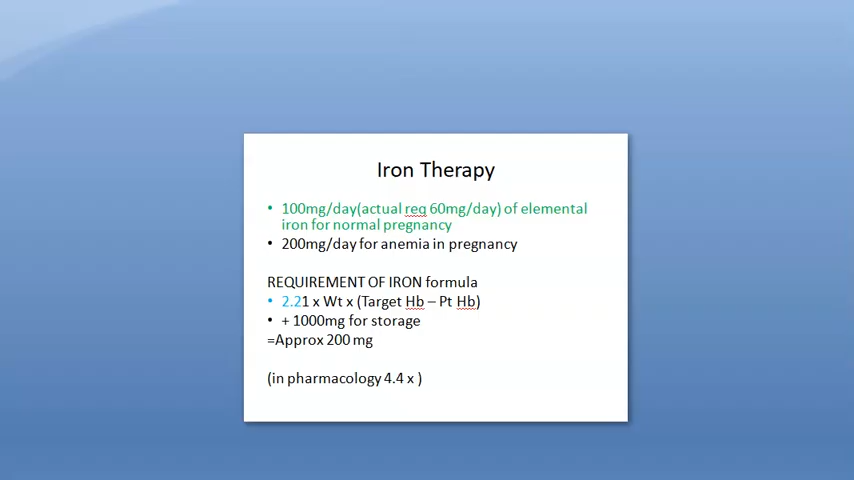 Iron Therapy
• 100mg/day(actual req 60mg/day) of elemental
iron for normal pregnancy
• 200mg/day for anemia in pregnancy
REQUIREMENT OF IRON formula
• 2.21 x Wt x (Target Hb – Pt Hb)
• + 1000mg for storage
=Approx 200 mg
(in pharmacology 4.4 x )